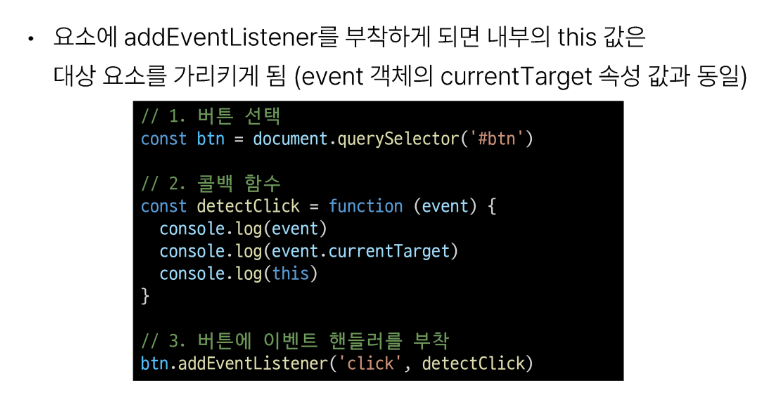 • 요소에 addEventListener를 부착하게 되면 내부의 this 값은
대상 요소를 가리키게 됨 (event 객체의 currentTarget 속성 값과 동일)
// 1. 버튼 선택
const btn = document.querySelector('#btn')

// 2. 콜백 함수
const detectClick = function (event) {
  console.log(event)
  console.log(event.currentTarget)
  console.log(this)
}

// 3. 버튼에 이벤트 핸들러를 부착
btn.addEventListener('click', detectClick)